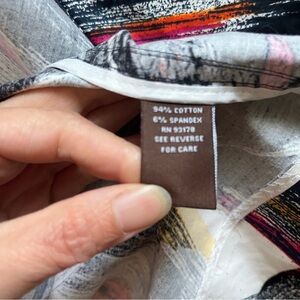 94% COTTON
6% SPANDEX
RN 93170
SEE REVERSE
FOR CARE